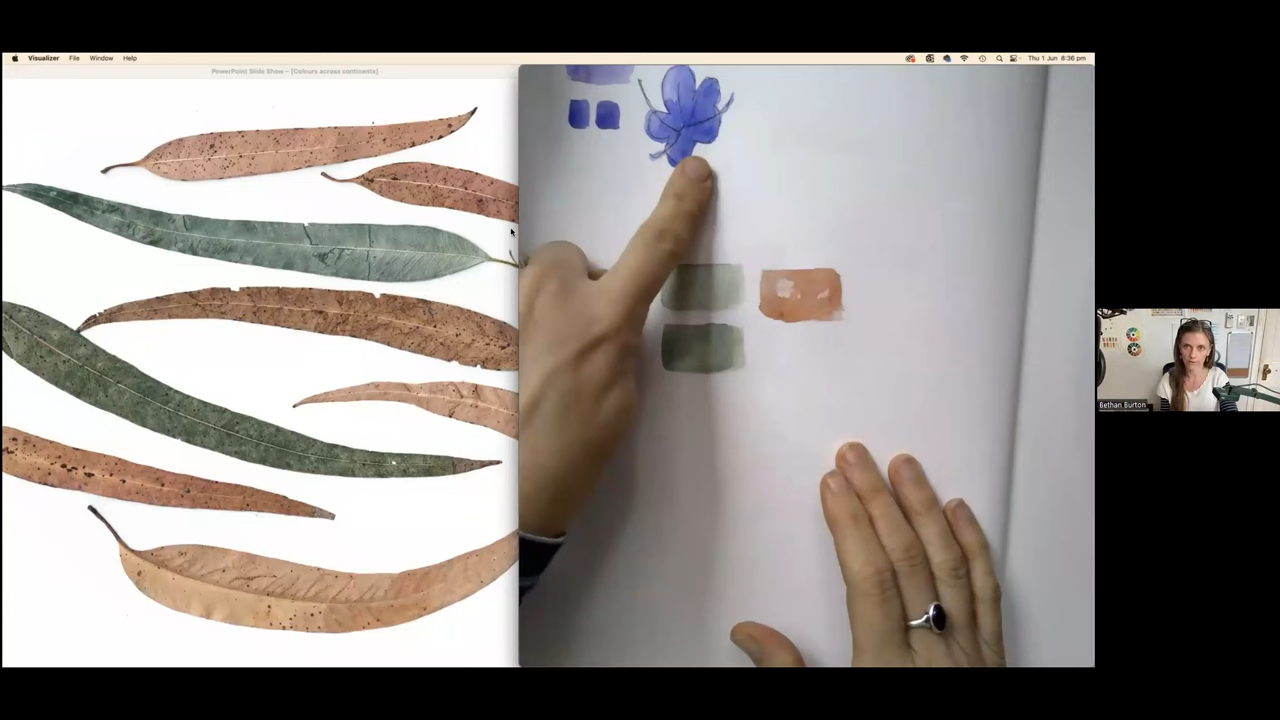 Visualizer File Window Help
Thu 1 Jun 8:36 pm
PowerPoint Slide Show – [Colours across continents]
Bethan Burton